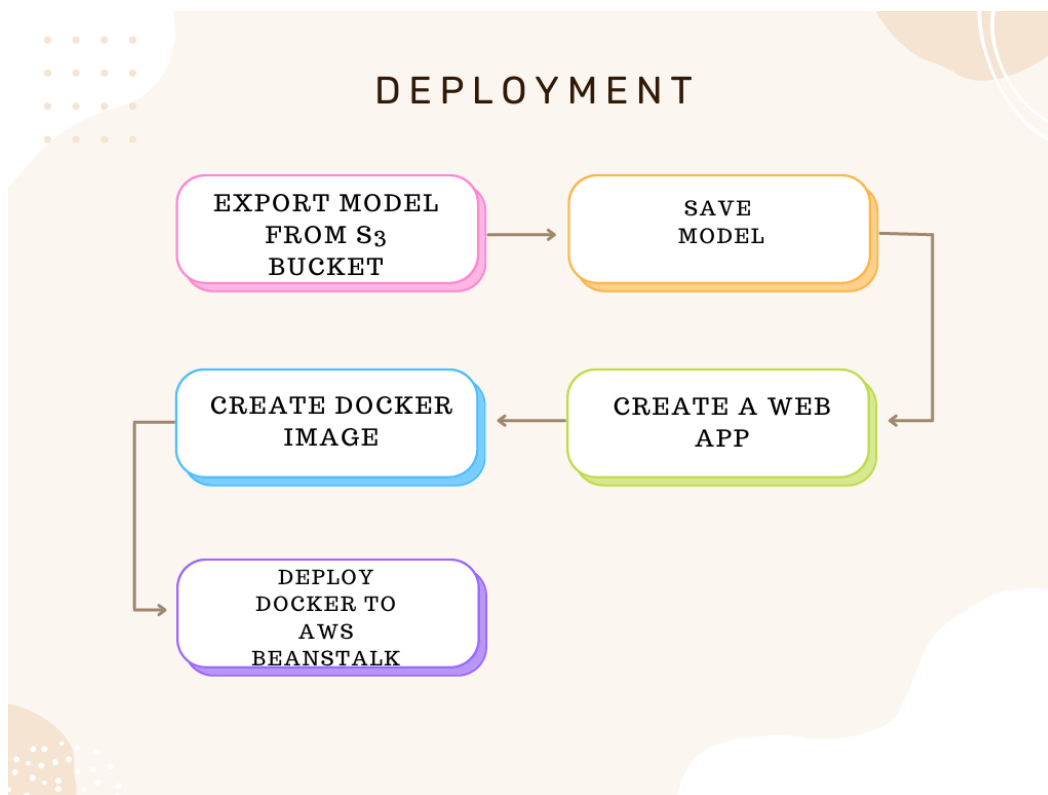 DEPLOYMENT
EXPORT MODEL
FROM S3
BUCKET
SAVE
MODEL
CREATE DOCKER
IMAGE
CREATE A WEB
APP
DEPLOY
DOCKER TO
AWS
BEANSTALK